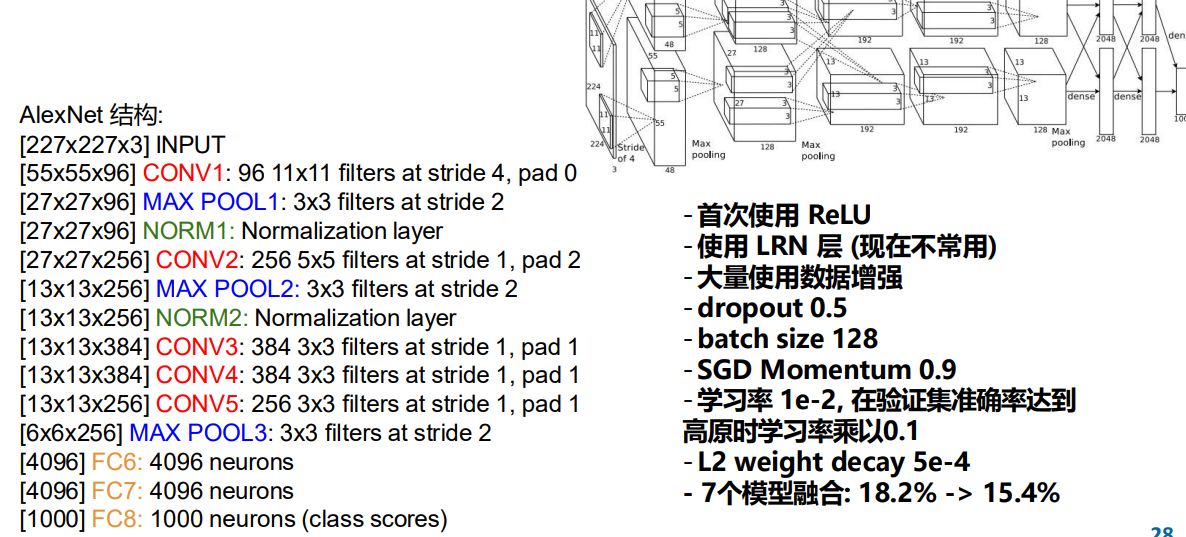 AlexNet 结构:
[227x227x3] INPUT
[55x55x96] CONV1: 96 11x11 filters at stride 4, pad 0
[27x27x96] MAX POOL1: 3x3 filters at stride 2
[27x27x96] NORM1: Normalization layer
[27x27x256] CONV2: 256 5x5 filters at stride 1, pad 2
[13x13x256] MAX POOL2: 3x3 filters at stride 2
[13x13x256] NORM2: Normalization layer
[13x13x384] CONV3: 384 3x3 filters at stride 1, pad 1
[13x13x384] CONV4: 384 3x3 filters at stride 1, pad 1
[13x13x256] CONV5: 256 3x3 filters at stride 1, pad 1
[6x6x256] MAX POOL3: 3x3 filters at stride 2
[4096] FC6: 4096 neurons
[4096] FC7: 4096 neurons
[1000] FC8: 1000 neurons (class scores)
11
11
5
5
48
3
3
128
3
3
192
3
3
192
128
2048
2048
224
55
27
13
13
13
11
11
5
5
3
3
3
3
3
3
27
13
13
13
55
dense
dense
224
Stride
of 4
3
48
Max
pooling
128
Max
pooling
192
192
128
Max
pooling
2048
2048
- 首次使用 ReLU
- 使用 LRN 层 (现在不常用)
- 大量使用数据增强
- dropout 0.5
- batch size 128
- SGD Momentum 0.9
- 学习率 1e-2, 在验证集准确率达到
高原时学习率乘以0.1
- L2 weight decay 5e-4
- 7个模型融合: 18.2% -> 15.4%
28